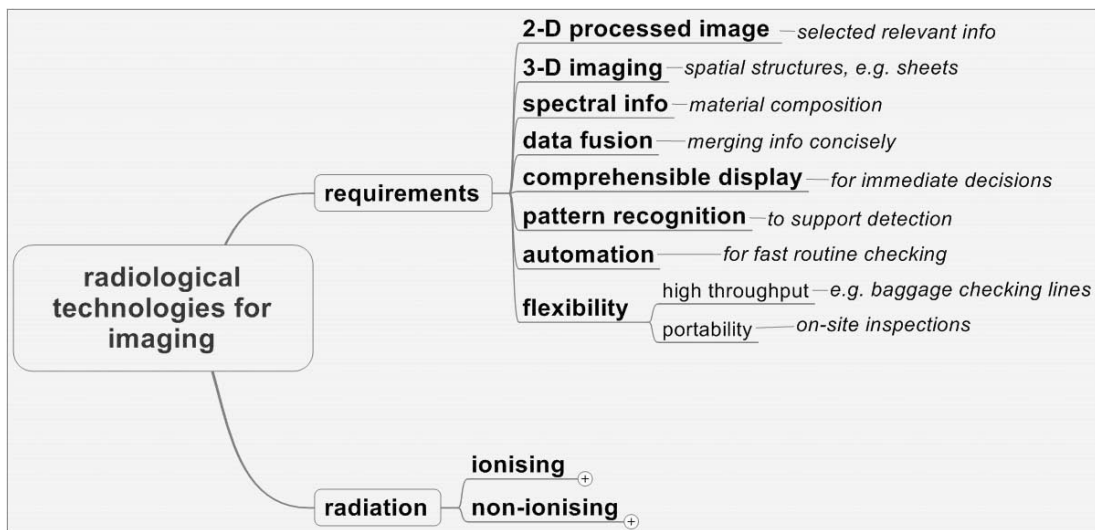 radiological
technologies for
imaging
requirements
2-D processed image
selected relevant info
3-D imaging
spatial structures, e.g. sheets
spectral info
material composition
data fusion
merging info concisely
comprehensible display
for immediate decisions
pattern recognition
to support detection
automation
for fast routine checking
flexibility
high throughput
e.g. baggage checking lines
portability
on-site inspections
radiation
ionising
non-ionising